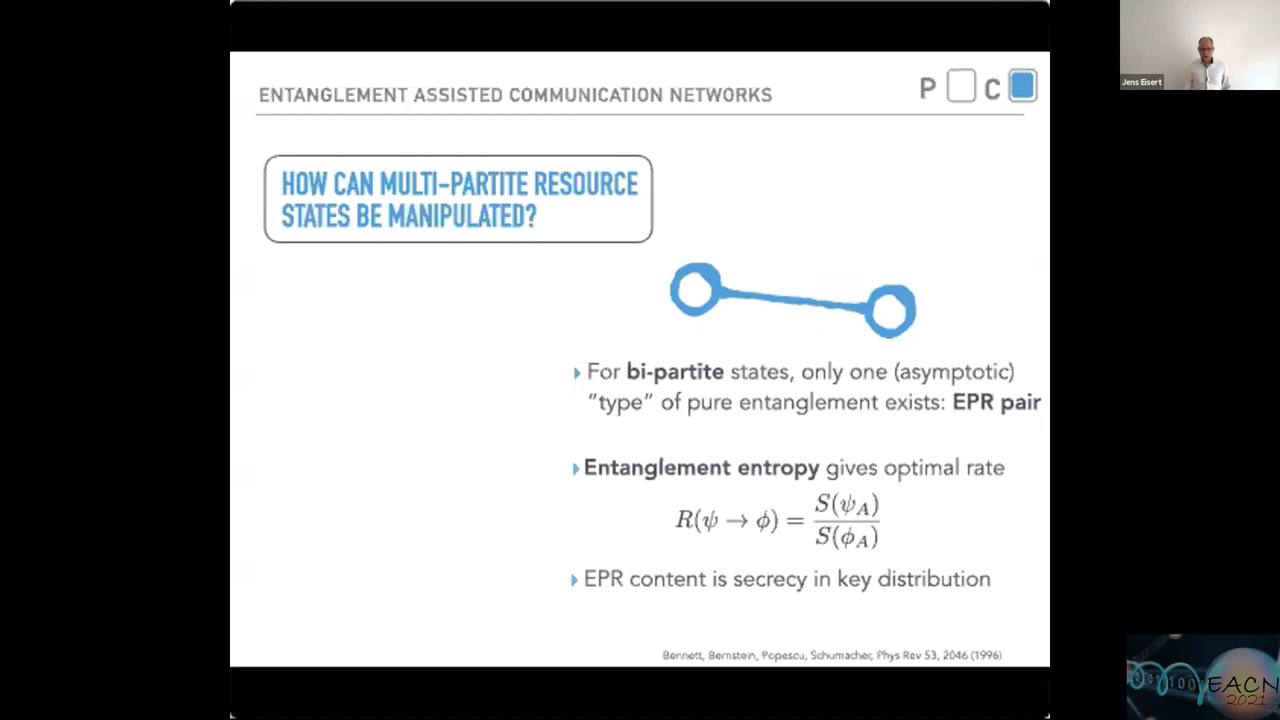 ENTANGLEMENT ASSISTED COMMUNICATION NETWORKS
P C
HOW CAN MULTI-PARTITE RESOURCE
STATES BE MANIPULATED?
▸ For bi-partite states, only one (asymptotic)
"type" of pure entanglement exists: EPR pair
▸ Entanglement entropy gives optimal rate
R(ψ → ϕ) = S(ψ_A) / S(ϕ_A)
▸ EPR content is secrecy in key distribution
Bennett, Bernstein, Popescu, Schumacher, Phys Rev 53, 2046 (1996)
Jens Eisert
EACN
2021